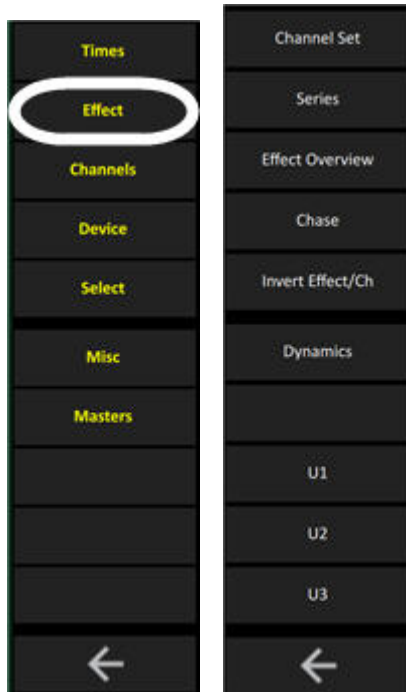 Times
Effect
Channels
Device
Select
Misc
Masters
Channel Set
Series
Effect Overview
Chase
Invert Effect/Ch
Dynamics
U1
U2
U3